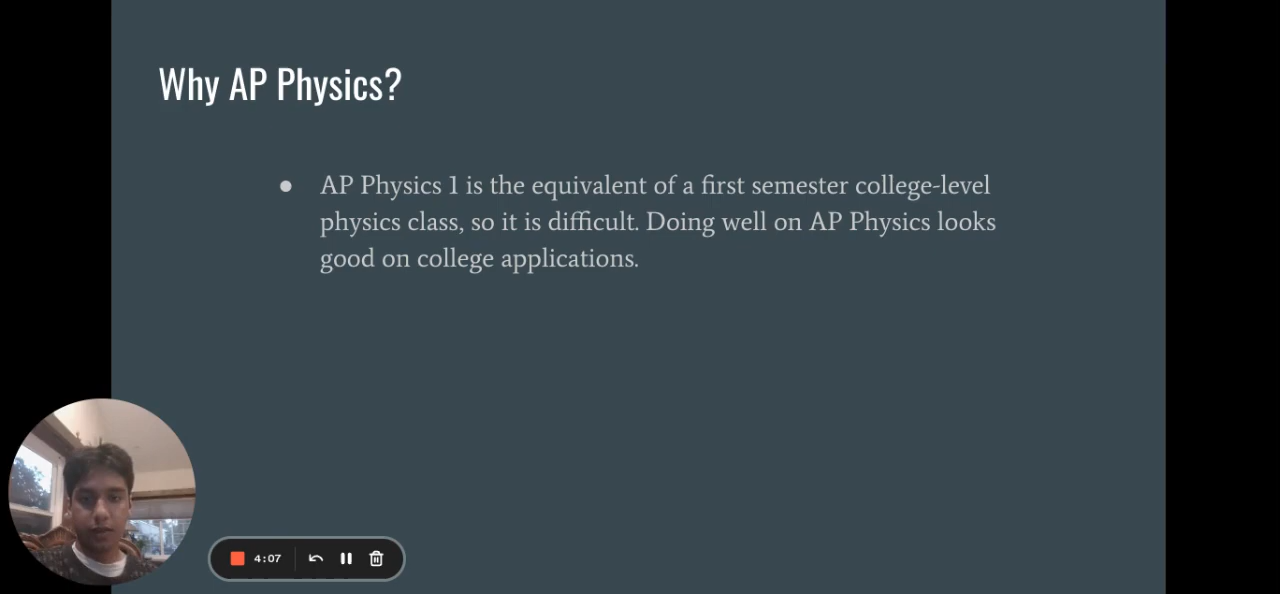 Why AP Physics?
● AP Physics 1 is the equivalent of a first semester college-level
physics class, so it is difficult. Doing well on AP Physics looks
good on college applications.
4:07